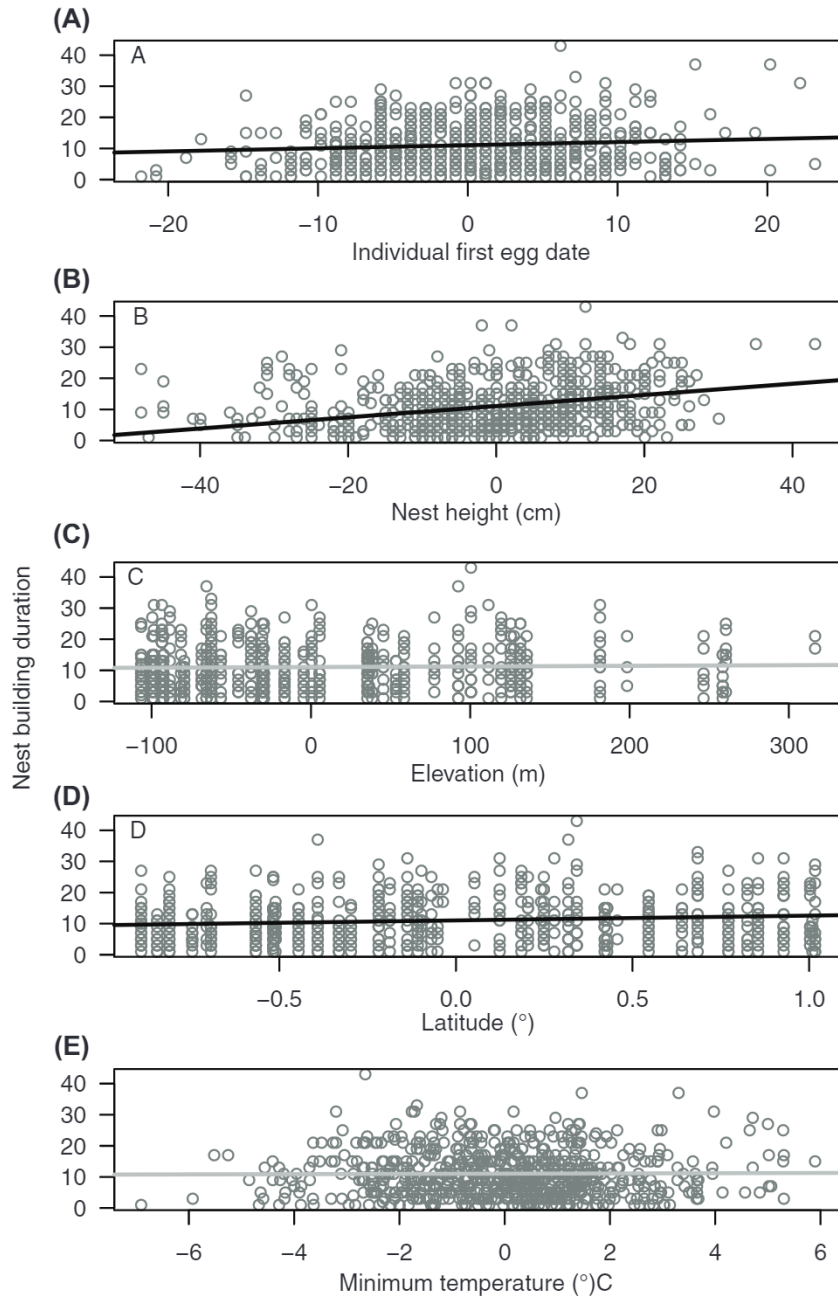 (A)
A
40
30
20
10
0
−20 −10 0 10 20
Individual first egg date
(B)
B
40
30
20
10
0
−40 −20 0 20 40
Nest height (cm)
(C)
Nest building duration
C
40
30
20
10
0
−100 0 100 200 300
Elevation (m)
(D)
D
40
30
20
10
0
−0.5 0.0 0.5 1.0
Latitude (°)
(E)
40
30
20
10
0
−6 −4 −2 0 2 4 6
Minimum temperature (°)C